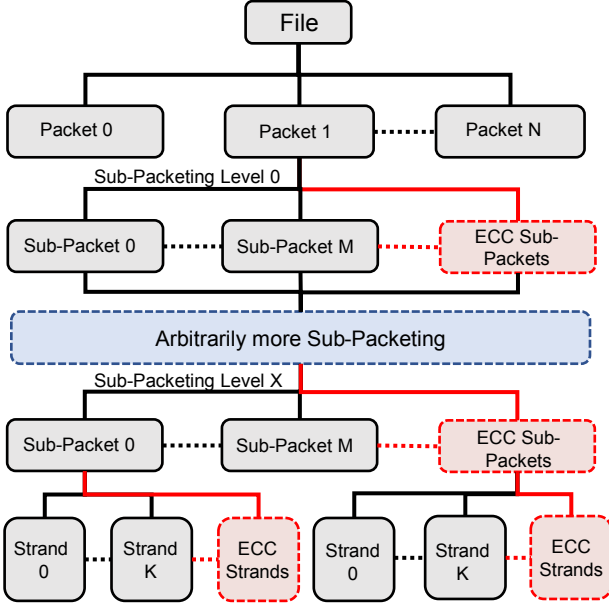 File
Packet 0
Packet 1
Packet N
Sub-Packeting Level 0
Sub-Packet 0
Sub-Packet M
ECC Sub-
Packets
Arbitrarily more Sub-Packeting
Sub-Packeting Level X
Sub-Packet 0
Sub-Packet M
ECC Sub-
Packets
Strand
0
Strand
K
ECC
Strands
Strand
0
Strand
K
ECC
Strands